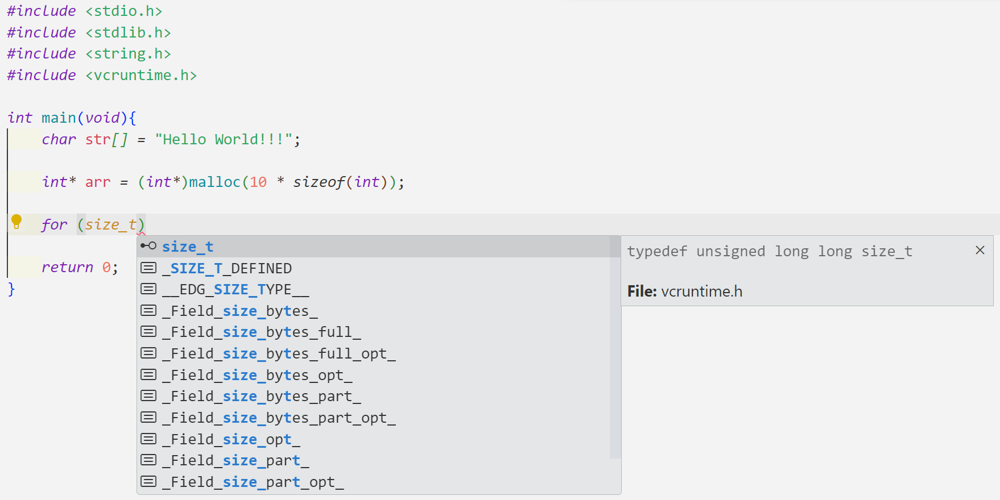 #include <stdio.h>
#include <stdlib.h>
#include <string.h>
#include <vcruntime.h>
int main(void){
char str[] = "Hello World!!!";
int* arr = (int*)malloc(10 * sizeof(int));
for (size_t)
return 0;
}
size_t
_SIZE_T_DEFINED
__EDG_SIZE_TYPE__
_Field_size_bytes_
_Field_size_bytes_full_
_Field_size_bytes_full_opt_
_Field_size_bytes_opt_
_Field_size_bytes_part_
_Field_size_bytes_part_opt_
_Field_size_opt_
_Field_size_part_
_Field_size_part_opt_
typedef unsigned long long size_t
File: vcruntime.h